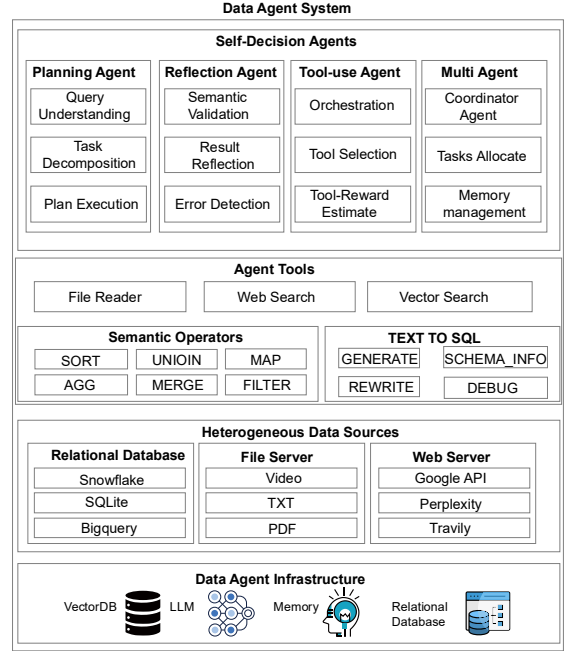 Data Agent System
Self-Decision Agents
Planning Agent
Query
Understanding
Task
Decomposition
Plan Execution
Reflection Agent
Semantic
Validation
Result
Reflection
Error Detection
Tool-use Agent
Orchestration
Tool Selection
Tool-Reward
Estimate
Multi Agent
Coordinator
Agent
Tasks Allocate
Memory
management
Agent Tools
File Reader
Web Search
Vector Search
Semantic Operators
SORT
UNIOIN
MAP
AGG
MERGE
FILTER
TEXT TO SQL
GENERATE
SCHEMA_INFO
REWRITE
DEBUG
Heterogeneous Data Sources
Relational Database
Snowflake
SQLite
Bigquery
File Server
Video
TXT
PDF
Web Server
Google API
Perplexity
Travily
Data Agent Infrastructure
VectorDB
LLM
Memory
Relational
Database